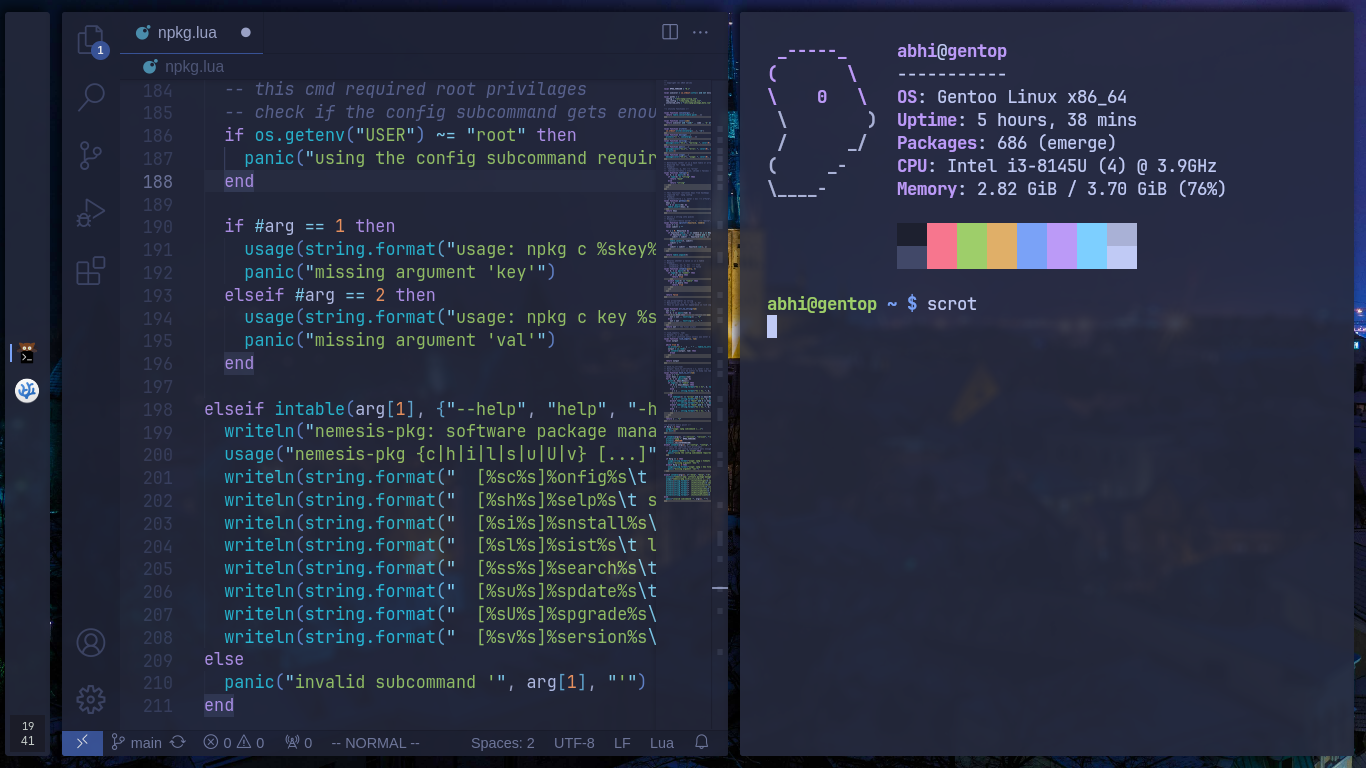 npkg.lua
npkg.lua
1
184 -- this cmd required root privilages
185 -- check if the config subcommand gets enou
186 if os.getenv("USER") ~= "root" then
187 panic("using the config subcommand requir
188 end
189
190 if #arg == 1 then
191 usage(string.format("usage: npkg c %skey%
192 panic("missing argument 'key'")
193 elseif #arg == 2 then
194 usage(string.format("usage: npkg c key %s
195 panic("missing argument 'val'")
196 end
197
198 elseif intable(arg[1], {"--help", "help", "-h
199 writeln("nemesis-pkg: software package mana
200 usage("nemesis-pkg {c|h|i|l|s|u|U|v} [...]"
201 writeln(string.format("  [%sc%s]%onfig%s\t
202 writeln(string.format("  [%sh%s]%selp%s\t s
203 writeln(string.format("  [%si%s]%snstall%s\
204 writeln(string.format("  [%sl%s]%sist%s\t l
205 writeln(string.format("  [%ss%s]%search%s\t
206 writeln(string.format("  [%su%s]%spdate%s\t
207 writeln(string.format("  [%sU%s]%spgrade%s\
208 writeln(string.format("  [%sv%s]%sersion%s\
209 else
210 panic("invalid subcommand '", arg[1], "'")
211 end
main 0 0 0 -- NORMAL -- Spaces: 2 UTF-8 LF Lua
19
41
_-----_
(       \
\    0   \
\        )
/      _/
(     _-
\____-
abhi@gentop
-----------
OS: Gentoo Linux x86_64
Uptime: 5 hours, 38 mins
Packages: 686 (emerge)
CPU: Intel i3-8145U (4) @ 3.9GHz
Memory: 2.82 GiB / 3.70 GiB (76%)
abhi@gentop ~ $ scrot